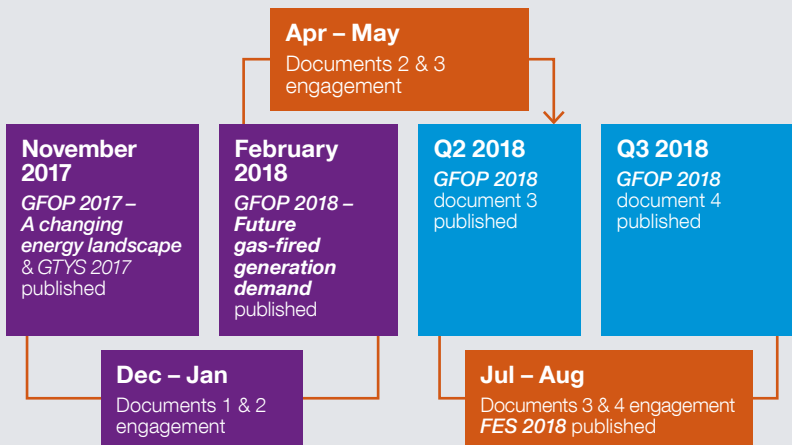 Apr – May
Documents 2 & 3
engagement
November
2017
GFOP 2017 –
A changing
energy landscape
& GTYS 2017
published
February
2018
GFOP 2018 –
Future
gas-fired
generation
demand
published
Q2 2018
GFOP 2018
document 3
published
Q3 2018
GFOP 2018
document 4
published
Dec – Jan
Documents 1 & 2
engagement
Jul – Aug
Documents 3 & 4 engagement
FES 2018 published